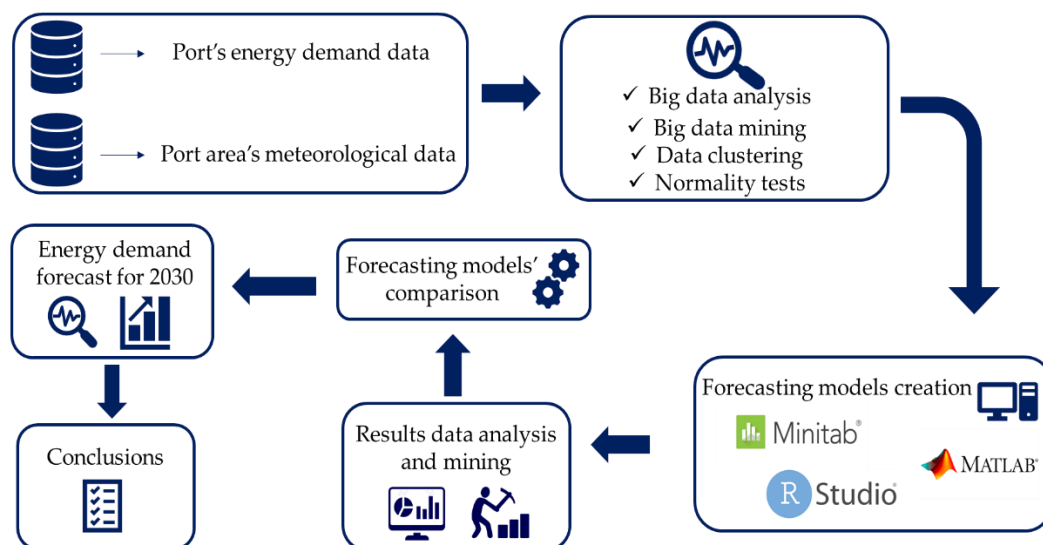 Port's energy demand data
Port area's meteorological data
✓ Big data analysis
✓ Big data mining
✓ Data clustering
✓ Normality tests
Forecasting models creation
Minitab®
MATLAB®
R Studio®
Results data analysis
and mining
Forecasting models'
comparison
Energy demand
forecast for 2030
Conclusions